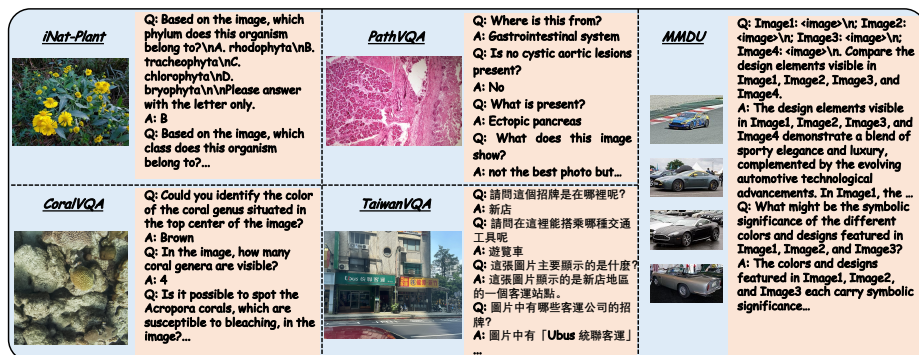 iNat-Plant
Q: Based on the image, which
phylum does this organism
belong to?\nA. rhodophyta\nB.
tracheophyta\nC.
chlorophyta\nD.
bryophyta\n\nPlease answer
with the letter only.
A: B
Q: Based on the image, which
class does this organism
belong to?...
PathVQA
Q: Where is this from?
A: Gastrointestinal system
Q: Is no cystic aortic lesions
present?
A: No
Q: What is present?
A: Ectopic pancreas
Q: What does this image
show?
A: not the best photo but...
MMDU
Q: Image1: <image>\n; Image2:
<image>\n; Image3: <image>\n;
Image4: <image>\n. Compare the
design elements visible in
Image1, Image2, Image3, and
Image4.
A: The design elements visible
in Image1, Image2, Image3, and
Image4 demonstrate a blend of
sporty elegance and luxury,
complemented by the evolving
automotive technological
advancements. In Image1, the ...
Q: What might be the symbolic
significance of the different
colors and designs featured in
Image1, Image2, and Image3?
A: The colors and designs
featured in Image1, Image2,
and Image3 each carry symbolic
significance...
CoralVQA
Q: Could you identify the color
of the coral genus situated in
the top center of the image?
A: Brown
Q: In the image, how many
coral genera are visible?
A: 4
Q: Is it possible to spot the
Acropora corals, which are
susceptible to bleaching, in the
image?...
TaiwanVQA
Ubus 統聯客運
Q: 請問這個招牌是在哪裡呢?
A: 新店
Q: 請問在這裡能搭乘哪種交通
工具呢
A: 遊覽車
Q: 這張圖片主要顯示的是什麼?
A: 這張圖片顯示的是新店地區
的一個客運站點。
Q: 圖片中有哪些客運公司的招
牌?
A: 圖片中有「Ubus 統聯客運」
...